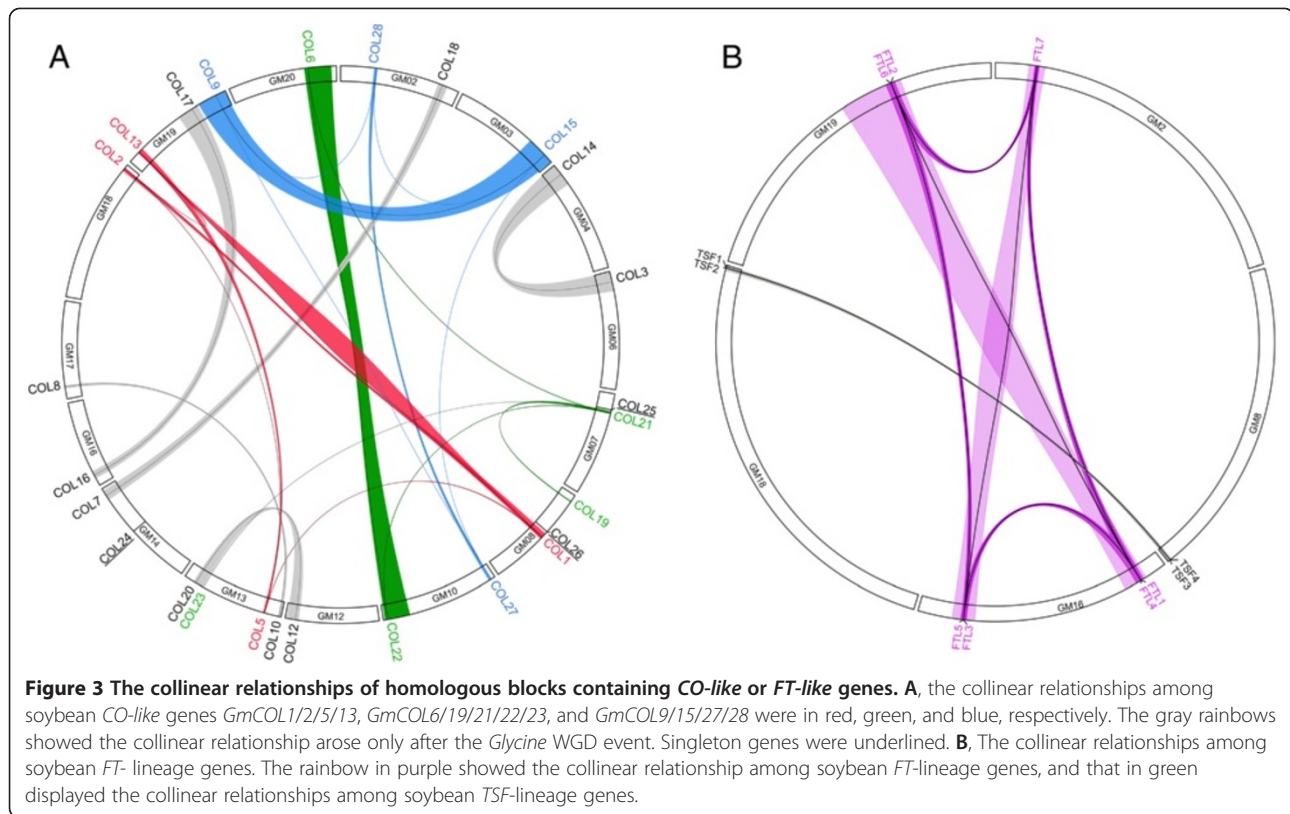 A
B
COL6
COL28
COL18
COL9
COL17
COL13
COL2
COL15
COL14
COL3
COL25
COL21
COL19
COL26
COL1
COL27
COL22
COL12
COL10
COL5
COL23
COL20
COL24
COL7
COL16
COL8
GM20
GM02
GM03
GM04
GM06
GM07
GM08
GM10
GM12
GM13
GM14
GM16
GM17
GM18
GM19
FTL2
FTL6
FTL7
TSF1
TSF2
TSF4
TSF3
FTL1
FTL4
FTL5
FTL3
GM19
GM2
GM8
GM16
GM18
Figure 3 The collinear relationships of homologous blocks containing CO-like or FT-like genes. A, the collinear relationships among
soybean CO-like genes GmCOL1/2/5/13, GmCOL6/19/21/22/23, and GmCOL9/15/27/28 were in red, green, and blue, respectively. The gray rainbows
showed the collinear relationship arose only after the Glycine WGD event. Singleton genes were underlined. B, The collinear relationships among
soybean FT- lineage genes. The rainbow in purple showed the collinear relationship among soybean FT-lineage genes, and that in green
displayed the collinear relationships among soybean TSF-lineage genes.